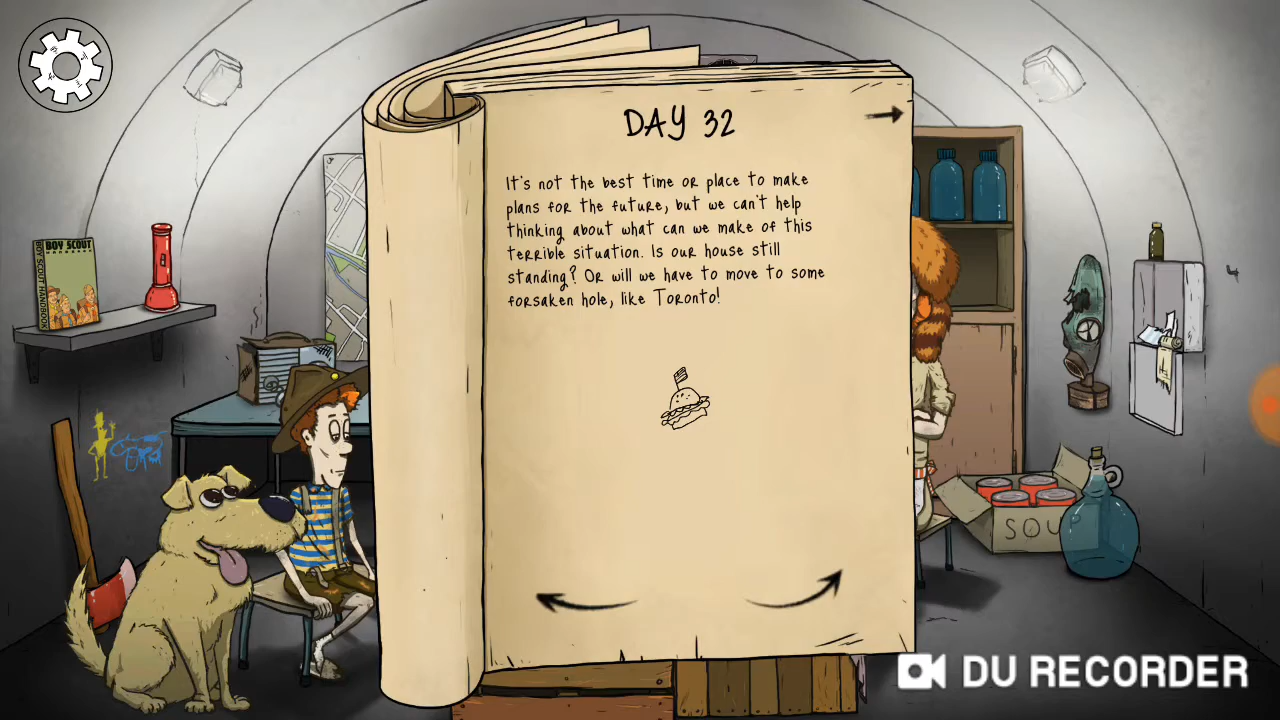 DAY 32
It's not the best time or place to make
plans for the future, but we can't help
thinking about what can we make of this
terrible situation. Is our house still
standing? Or will we have to move to some
forsaken hole, like Toronto!
BOY SCOUT
BOY SCOUT HANDBOOK
SOU
DU RECORDER